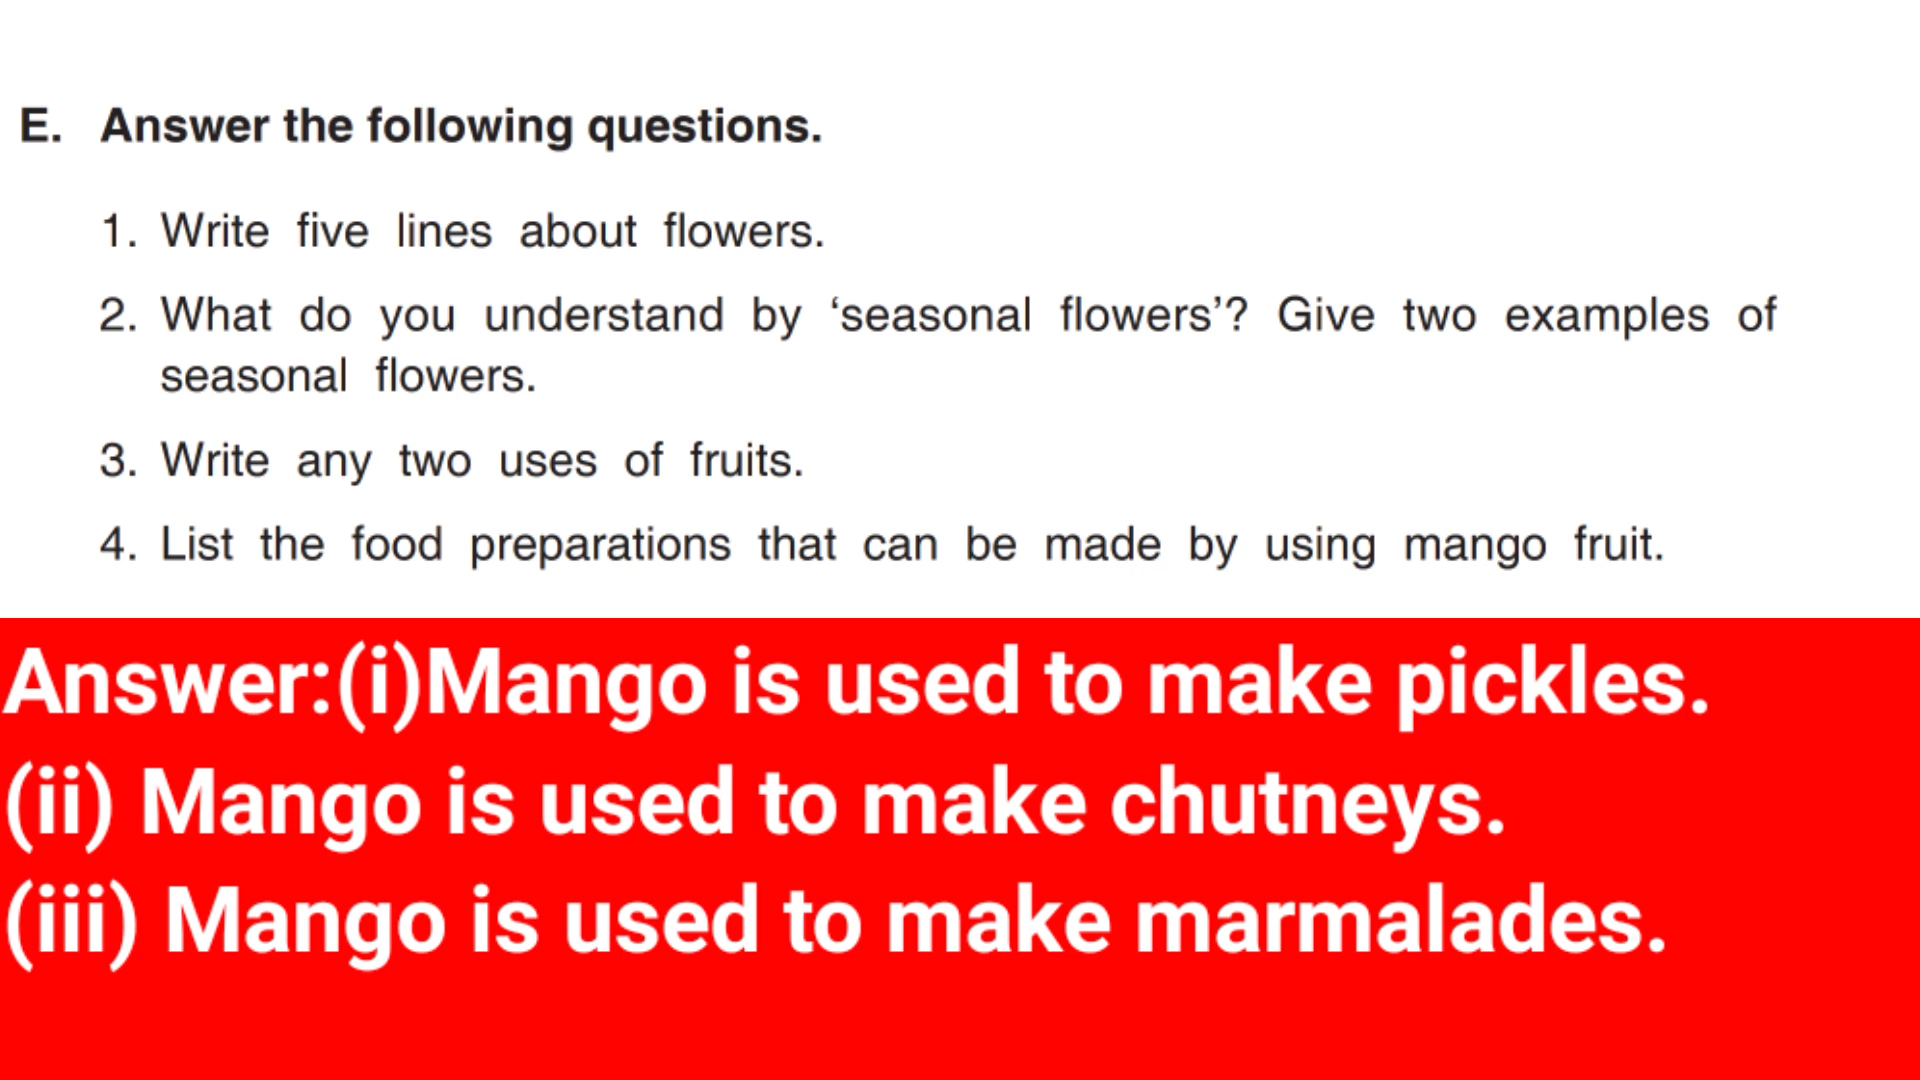 E. Answer the following questions.
1. Write five lines about flowers.
2. What do you understand by ‘seasonal flowers’? Give two examples of
seasonal flowers.
3. Write any two uses of fruits.
4. List the food preparations that can be made by using mango fruit.
Answer:(i)Mango is used to make pickles.
(ii) Mango is used to make chutneys.
(iii) Mango is used to make marmalades.